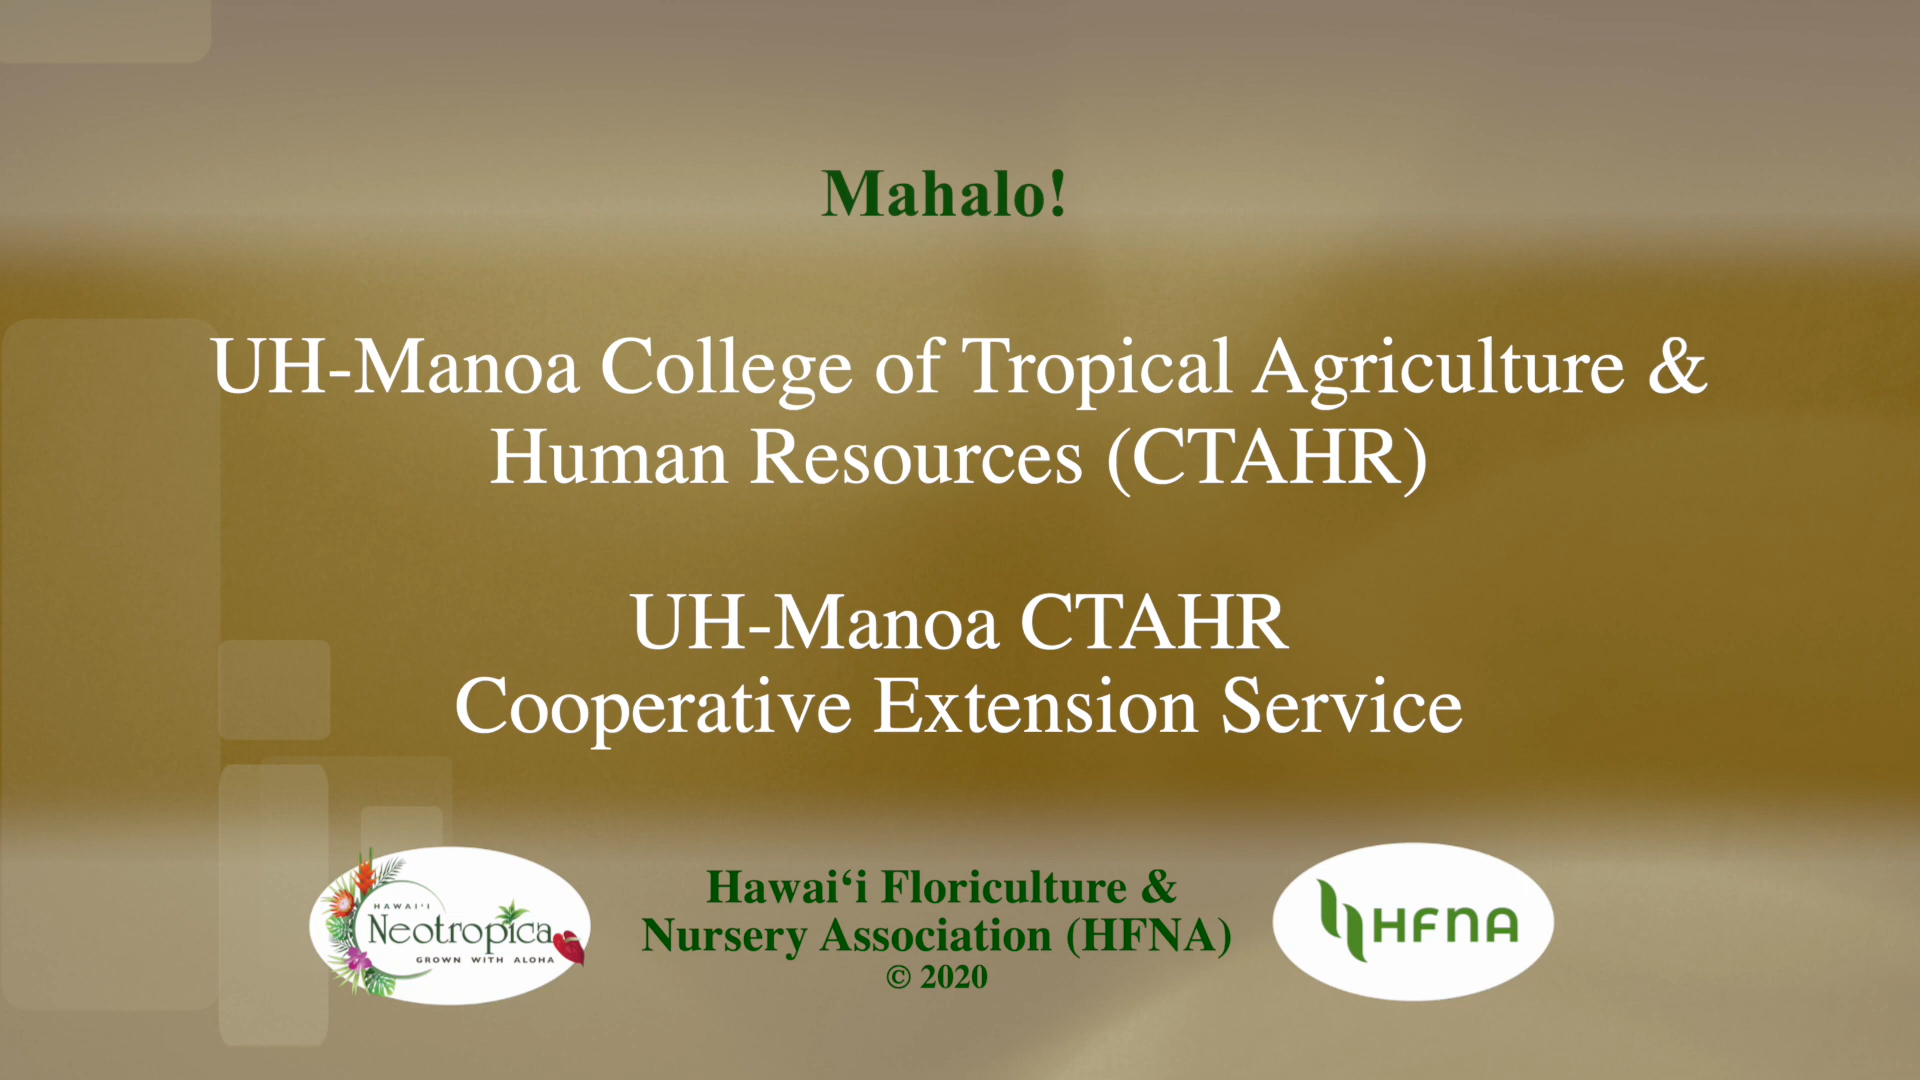 Mahalo!
UH-Manoa College of Tropical Agriculture &
Human Resources (CTAHR)
UH-Manoa CTAHR
Cooperative Extension Service
HAWAI'I
Neotropica
GROWN WITH ALOHA
Hawai‘i Floriculture &
Nursery Association (HFNA)
© 2020
HFNA